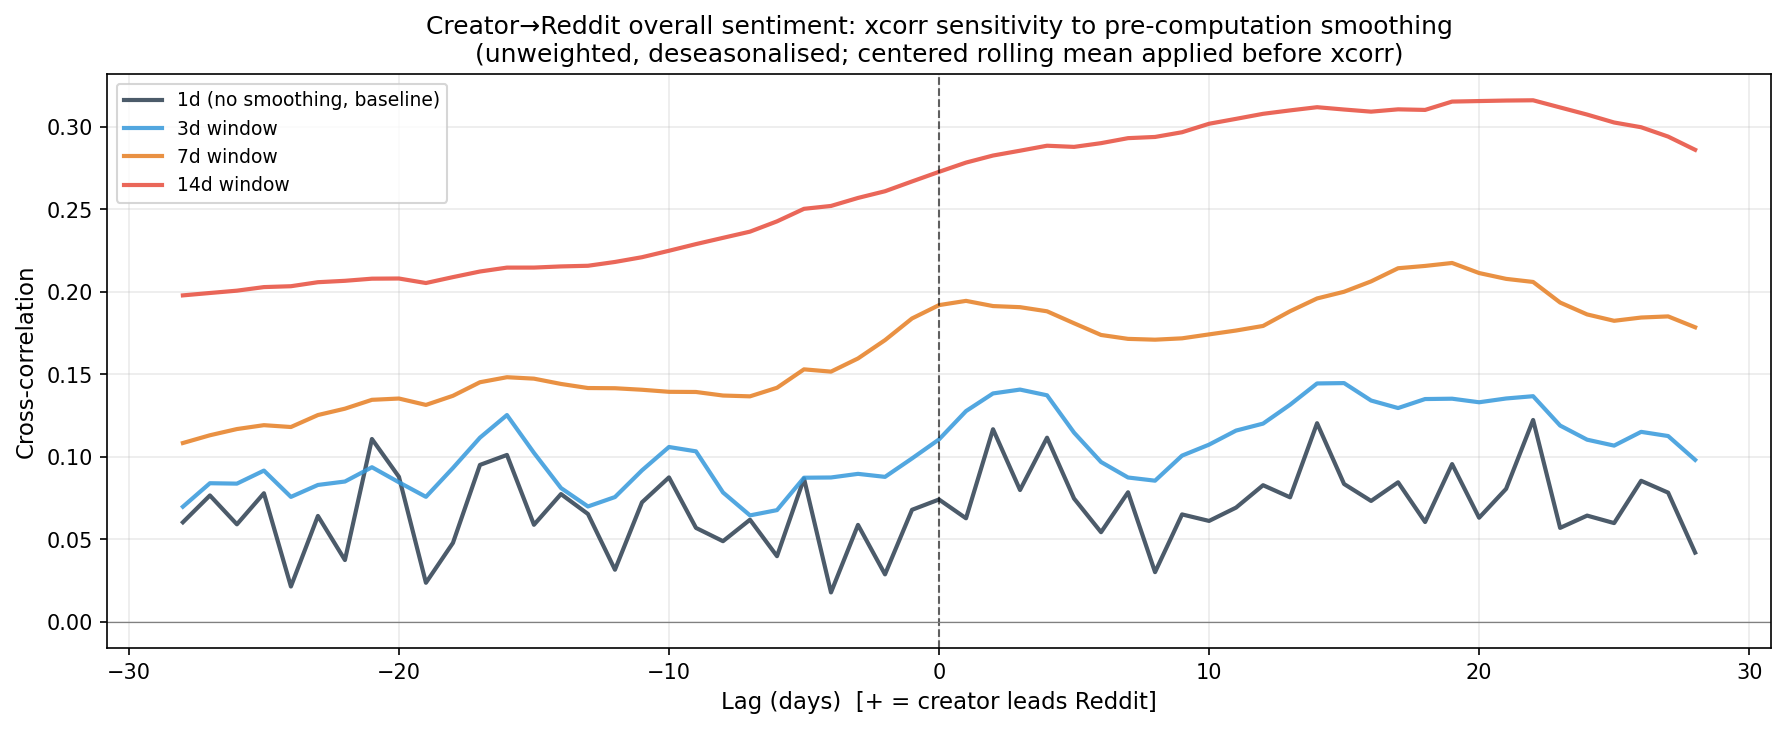 Creator→Reddit overall sentiment: xcorr sensitivity to pre-computation smoothing
(unweighted, deseasonalised; centered rolling mean applied before xcorr)
1d (no smoothing, baseline)
3d window
7d window
14d window
Cross-correlation
0.30
0.25
0.20
0.15
0.10
0.05
0.00
−30
−20
−10
0
10
20
30
Lag (days)  [+ = creator leads Reddit]